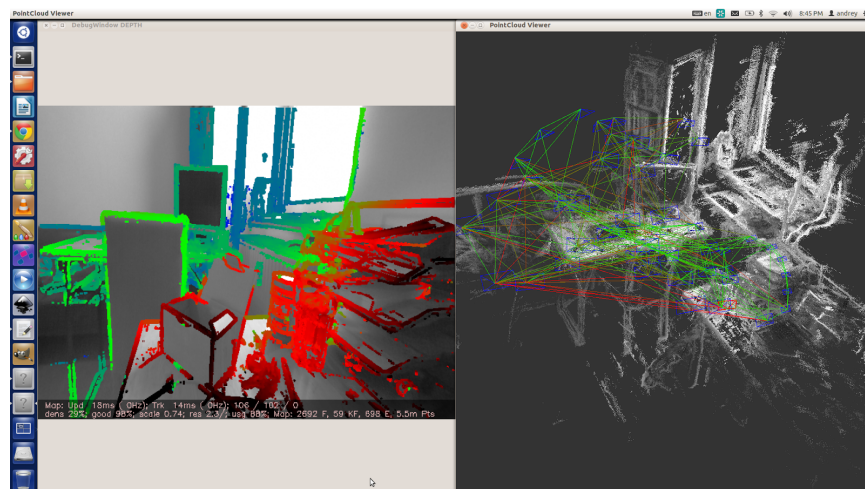 PointCloud Viewer
en
8:45 PM
andrey
DebugWindow DEPTH
PointCloud Viewer
Map: Upd 18ms ( 0Hz); Trk 14ms ( 0Hz); 106 / 182 / 0
dens 29%; good 98%; scale 0.74; res 2.3/; usg 88%; Map: 2692 F, 59 KF, 698 E, 5.5m Pts